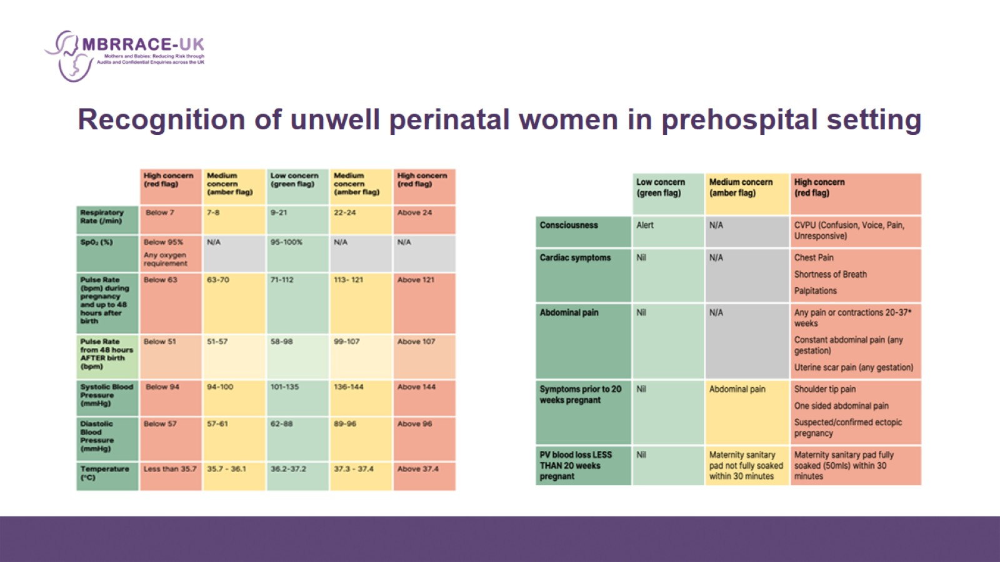 MBRRACE-UK
Mothers and Babies: Reducing Risk through
Audits and Confidential Enquiries across the UK
Recognition of unwell perinatal women in prehospital setting
High concern
(red flag)
Medium
concern
(amber flag)
Low concern
(green flag)
Medium
concern
(amber flag)
High concern
(red flag)
Respiratory
Rate (/min)
Below 7
7-8
9-21
22-24
Above 24
SpO₂ (%)
Below 95%
Any oxygen
requirement
N/A
95-100%
N/A
N/A
Pulse Rate
(bpm) during
pregnancy
and up to 48
hours after
birth
Below 63
63-70
71-112
113- 121
Above 121
Pulse Rate
from 48 hours
AFTER birth
(bpm)
Below 51
51-57
58-98
99-107
Above 107
Systolic Blood
Pressure
(mmHg)
Below 94
94-100
101-135
136-144
Above 144
Diastolic
Blood
Pressure
(mmHg)
Below 57
57-61
62-88
89-96
Above 96
Temperature
(°C)
Less than 35.7
35.7 - 36.1
36.2-37.2
37.3 - 37.4
Above 37.4
Low concern
(green flag)
Medium concern
(amber flag)
High concern
(red flag)
Consciousness
Alert
N/A
CVPU (Confusion, Voice, Pain,
Unresponsive)
Cardiac symptoms
Nil
N/A
Chest Pain
Shortness of Breath
Palpitations
Abdominal pain
Nil
N/A
Any pain or contractions 20-37*
weeks
Constant abdominal pain (any
gestation)
Uterine scar pain (any gestation)
Symptoms prior to 20
weeks pregnant
Nil
Abdominal pain
Shoulder tip pain
One sided abdominal pain
Suspected/confirmed ectopic
pregnancy
PV blood loss LESS
THAN 20 weeks
pregnant
Nil
Maternity sanitary
pad not fully soaked
within 30 minutes
Maternity sanitary pad fully
soaked (50mls) within 30
minutes